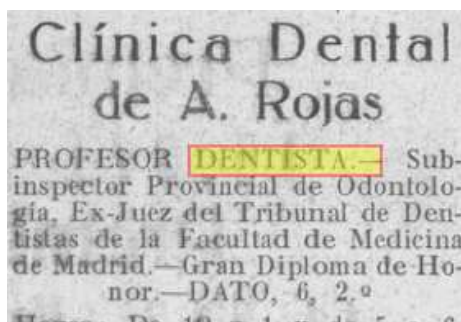 Clínica Dental
de A. Rojas
PROFESOR DENTISTA.— Sub-
inspector Provincial de Odontolo-
gía, Ex-Juez del Tribunal de Den-
tistas de la Facultad de Medicina
de Madrid.—Gran Diploma de Ho-
nor.—DATO, 6, 2.º